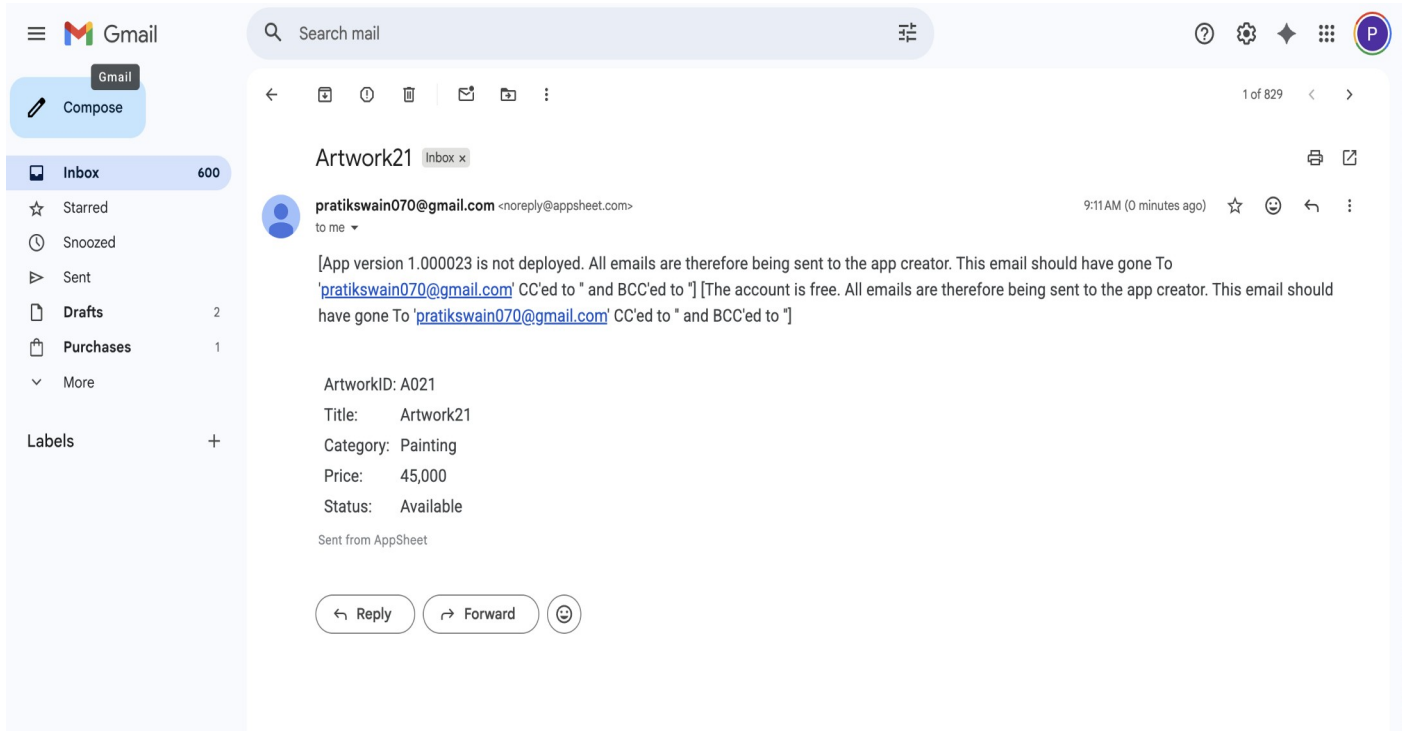 Gmail
Search mail
P
Gmail
Compose
1 of 829
Inbox 600
Starred
Snoozed
Sent
Drafts 2
Purchases 1
More
Labels
Artwork21 Inbox x
pratikswain070@gmail.com <noreply@appsheet.com> 9:11 AM (0 minutes ago)
to me
[App version 1.000023 is not deployed. All emails are therefore being sent to the app creator. This email should have gone To
'pratikswain070@gmail.com' CC'ed to '' and BCC'ed to ''] [The account is free. All emails are therefore being sent to the app creator. This email should
have gone To 'pratikswain070@gmail.com' CC'ed to '' and BCC'ed to '']
ArtworkID: A021
Title: Artwork21
Category: Painting
Price: 45,000
Status: Available
Sent from AppSheet
Reply Forward